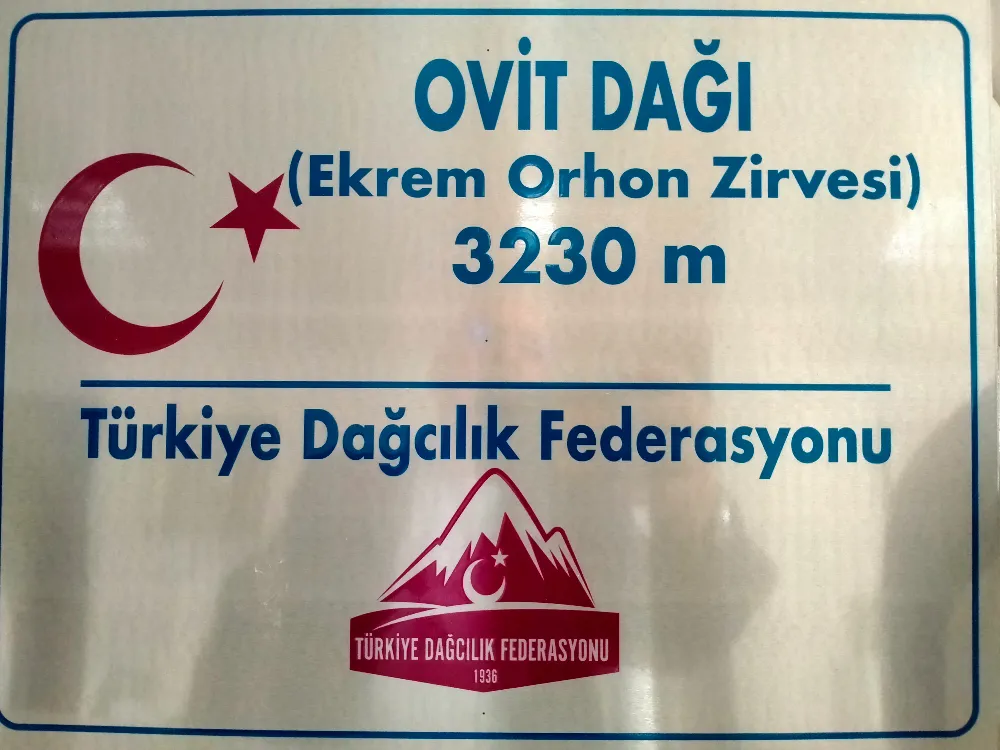 OVİT DAĞI
(Ekrem Orhon Zirvesi)
3230 m
Türkiye Dağcılık Federasyonu
TÜRKİYE DAĞCILIK FEDERASYONU
1936